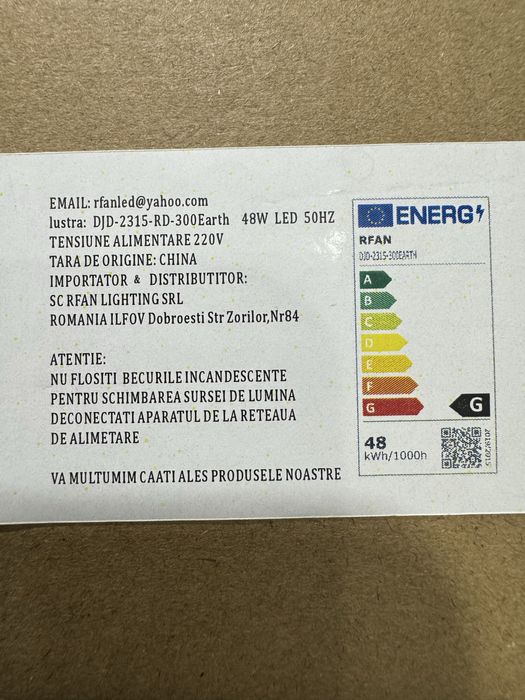 EMAIL: rfanled@yahoo.com
lustra: DJD-2315-RD-300Earth 48W LED 50HZ
TENSIUNE ALIMENTARE 220V
TARA DE ORIGINE: CHINA
IMPORTATOR & DISTRIBUTITOR:
SC RFAN LIGHTING SRL
ROMANIA ILFOV Dobroesti Str Zorilor,Nr84
ATENTIE:
NU FLOSITI BECURILE INCANDESCENTE
PENTRU SCHIMBAREA SURSEI DE LUMINA
DECONECTATI APARATUL DE LA RETEAUA
DE ALIMETARE
VA MULTUMIM CAATI ALES PRODUSELE NOASTRE
ENERG
RFAN
DJD-2315-300EARTH
A
B
C
D
E
F
G
G
48
kWh/1000h
2019/2015